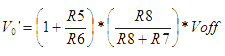 V₀' = (1 + R5/R6) * (R8/(R8 + R7)) * Voff